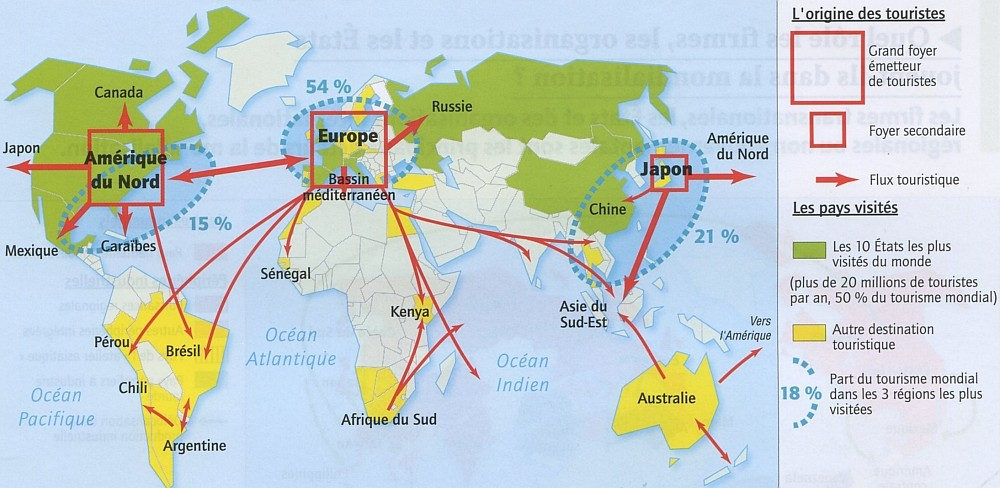 L'origine des touristes
Grand foyer
émetteur
de touristes
Foyer secondaire
Flux touristique
Les pays visités
Les 10 États les plus
visités du monde
(plus de 20 millions de touristes
par an, 50 % du tourisme mondial)
Autre destination
touristique
18 %
Part du tourisme mondial
dans les 3 régions les plus
visitées
54 %
Canada
Russie
Europe
Japon
Amérique
du Nord
Amérique
du Nord
Japon
Bassin
méditerranéen
Chine
15 %
21 %
Mexique
Caraïbes
Sénégal
Kenya
Asie du
Sud-Est
Vers
l'Amérique
Océan
Atlantique
Pérou
Brésil
Océan
Indien
Chili
Océan
Pacifique
Australie
Afrique du Sud
Argentine